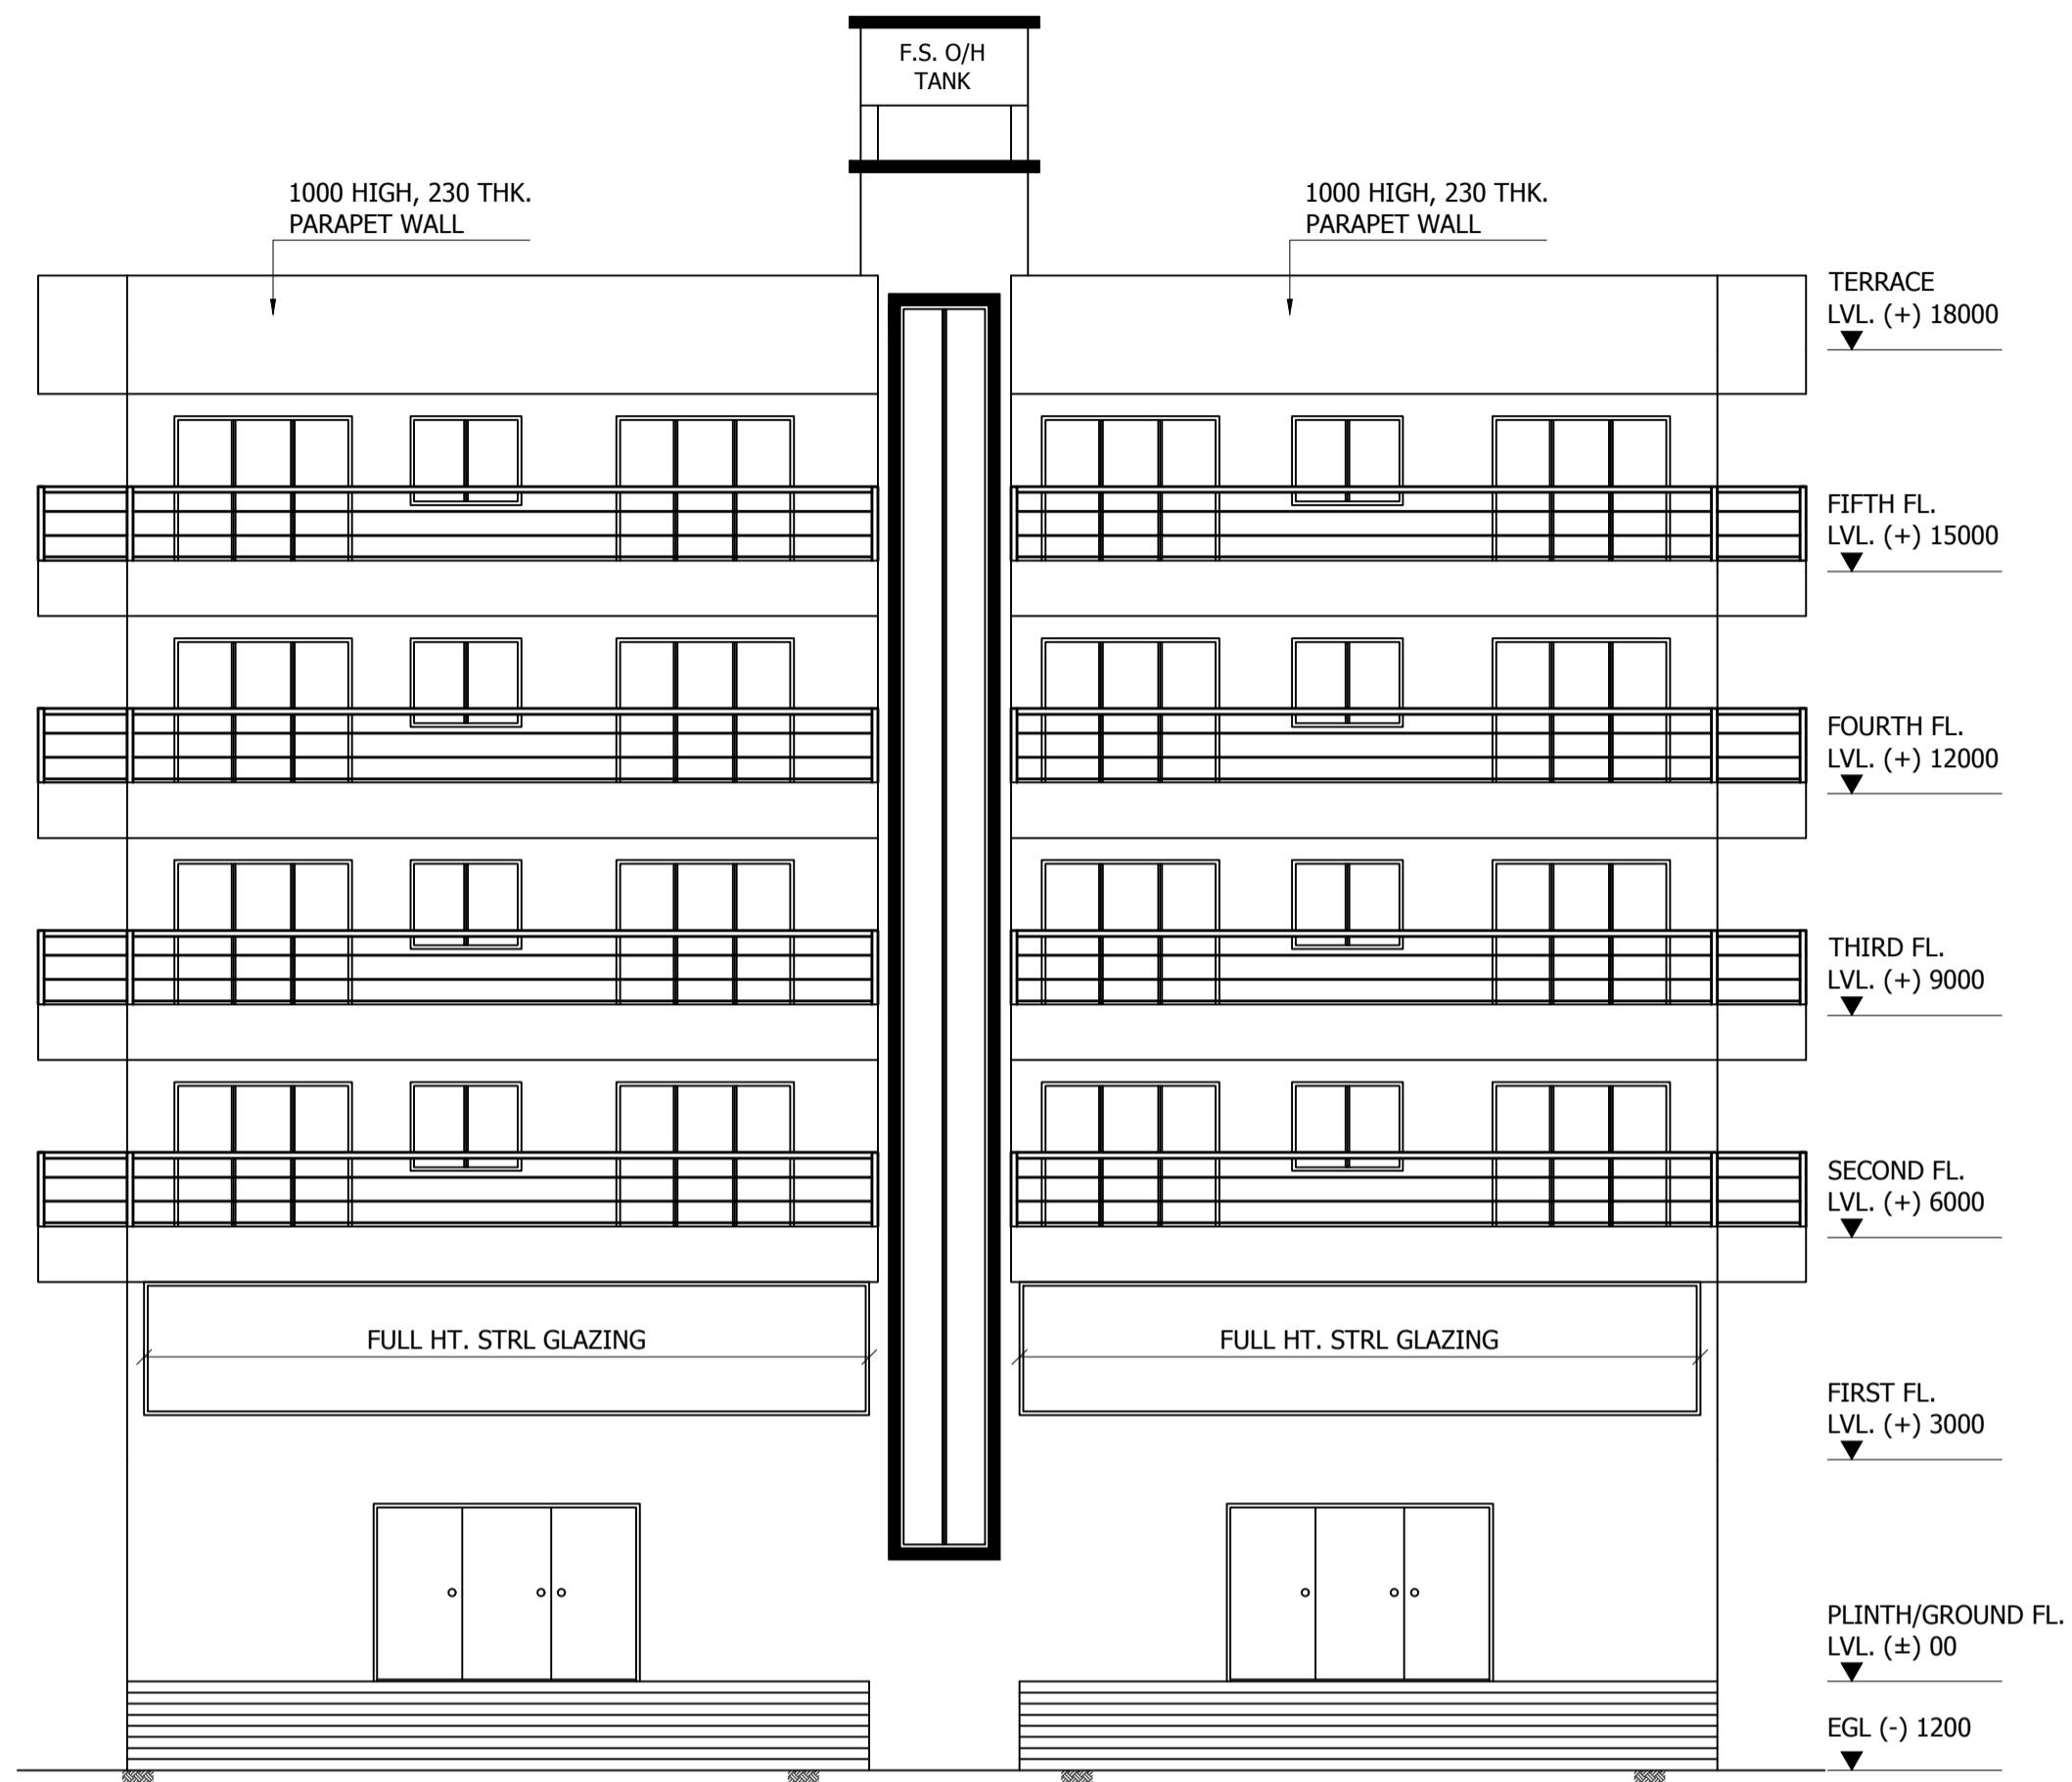 F.S. O/H
TANK
1000 HIGH, 230 THK.
PARAPET WALL
1000 HIGH, 230 THK.
PARAPET WALL
TERRACE
LVL. (+) 18000
FIFTH FL.
LVL. (+) 15000
FOURTH FL.
LVL. (+) 12000
THIRD FL.
LVL. (+) 9000
SECOND FL.
LVL. (+) 6000
FULL HT. STRL GLAZING
FULL HT. STRL GLAZING
FIRST FL.
LVL. (+) 3000
PLINTH/GROUND FL.
LVL. (±) 00
EGL (-) 1200